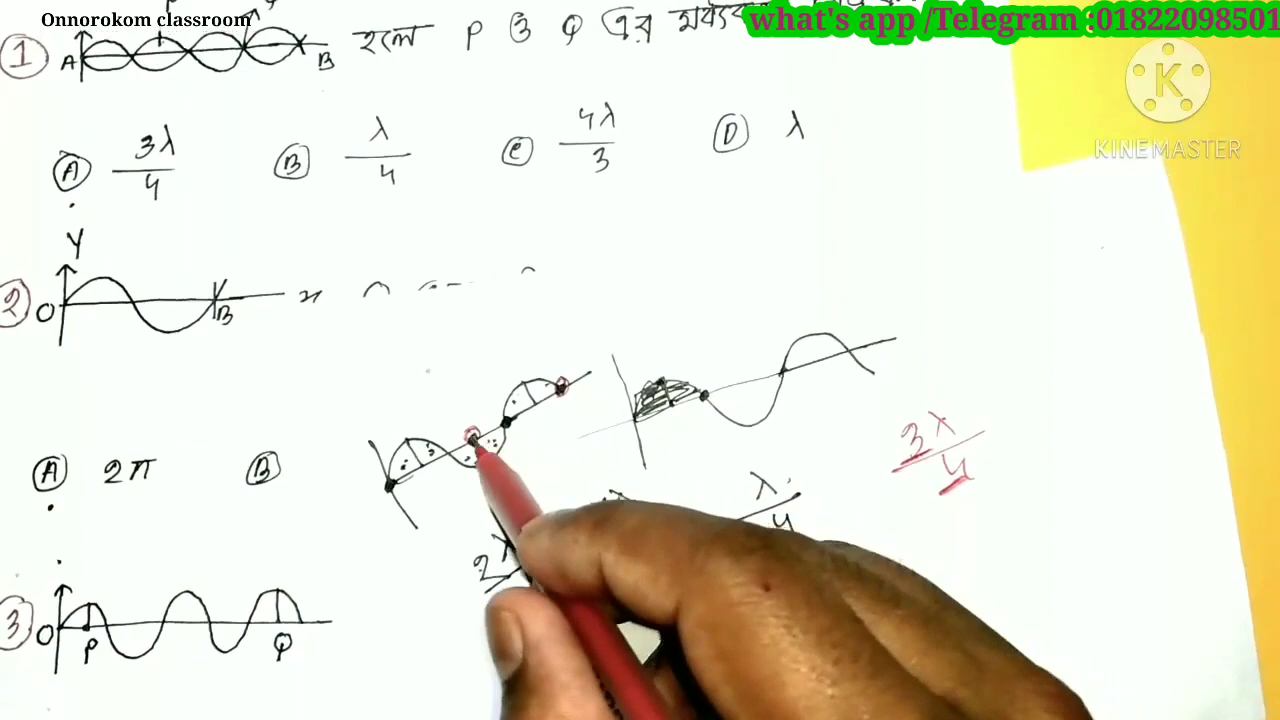 Onnorokom classroom
what's app /Telegram :01822098501
K
KINEMASTER
① A B হলে P ও Q এর
Ⓐ 3λ/4 Ⓑ λ/4 Ⓒ 4λ/3 Ⓓ λ
② Y O B x
Ⓐ 2π Ⓑ
3λ/4
λ/4
2λ
③ O P Q